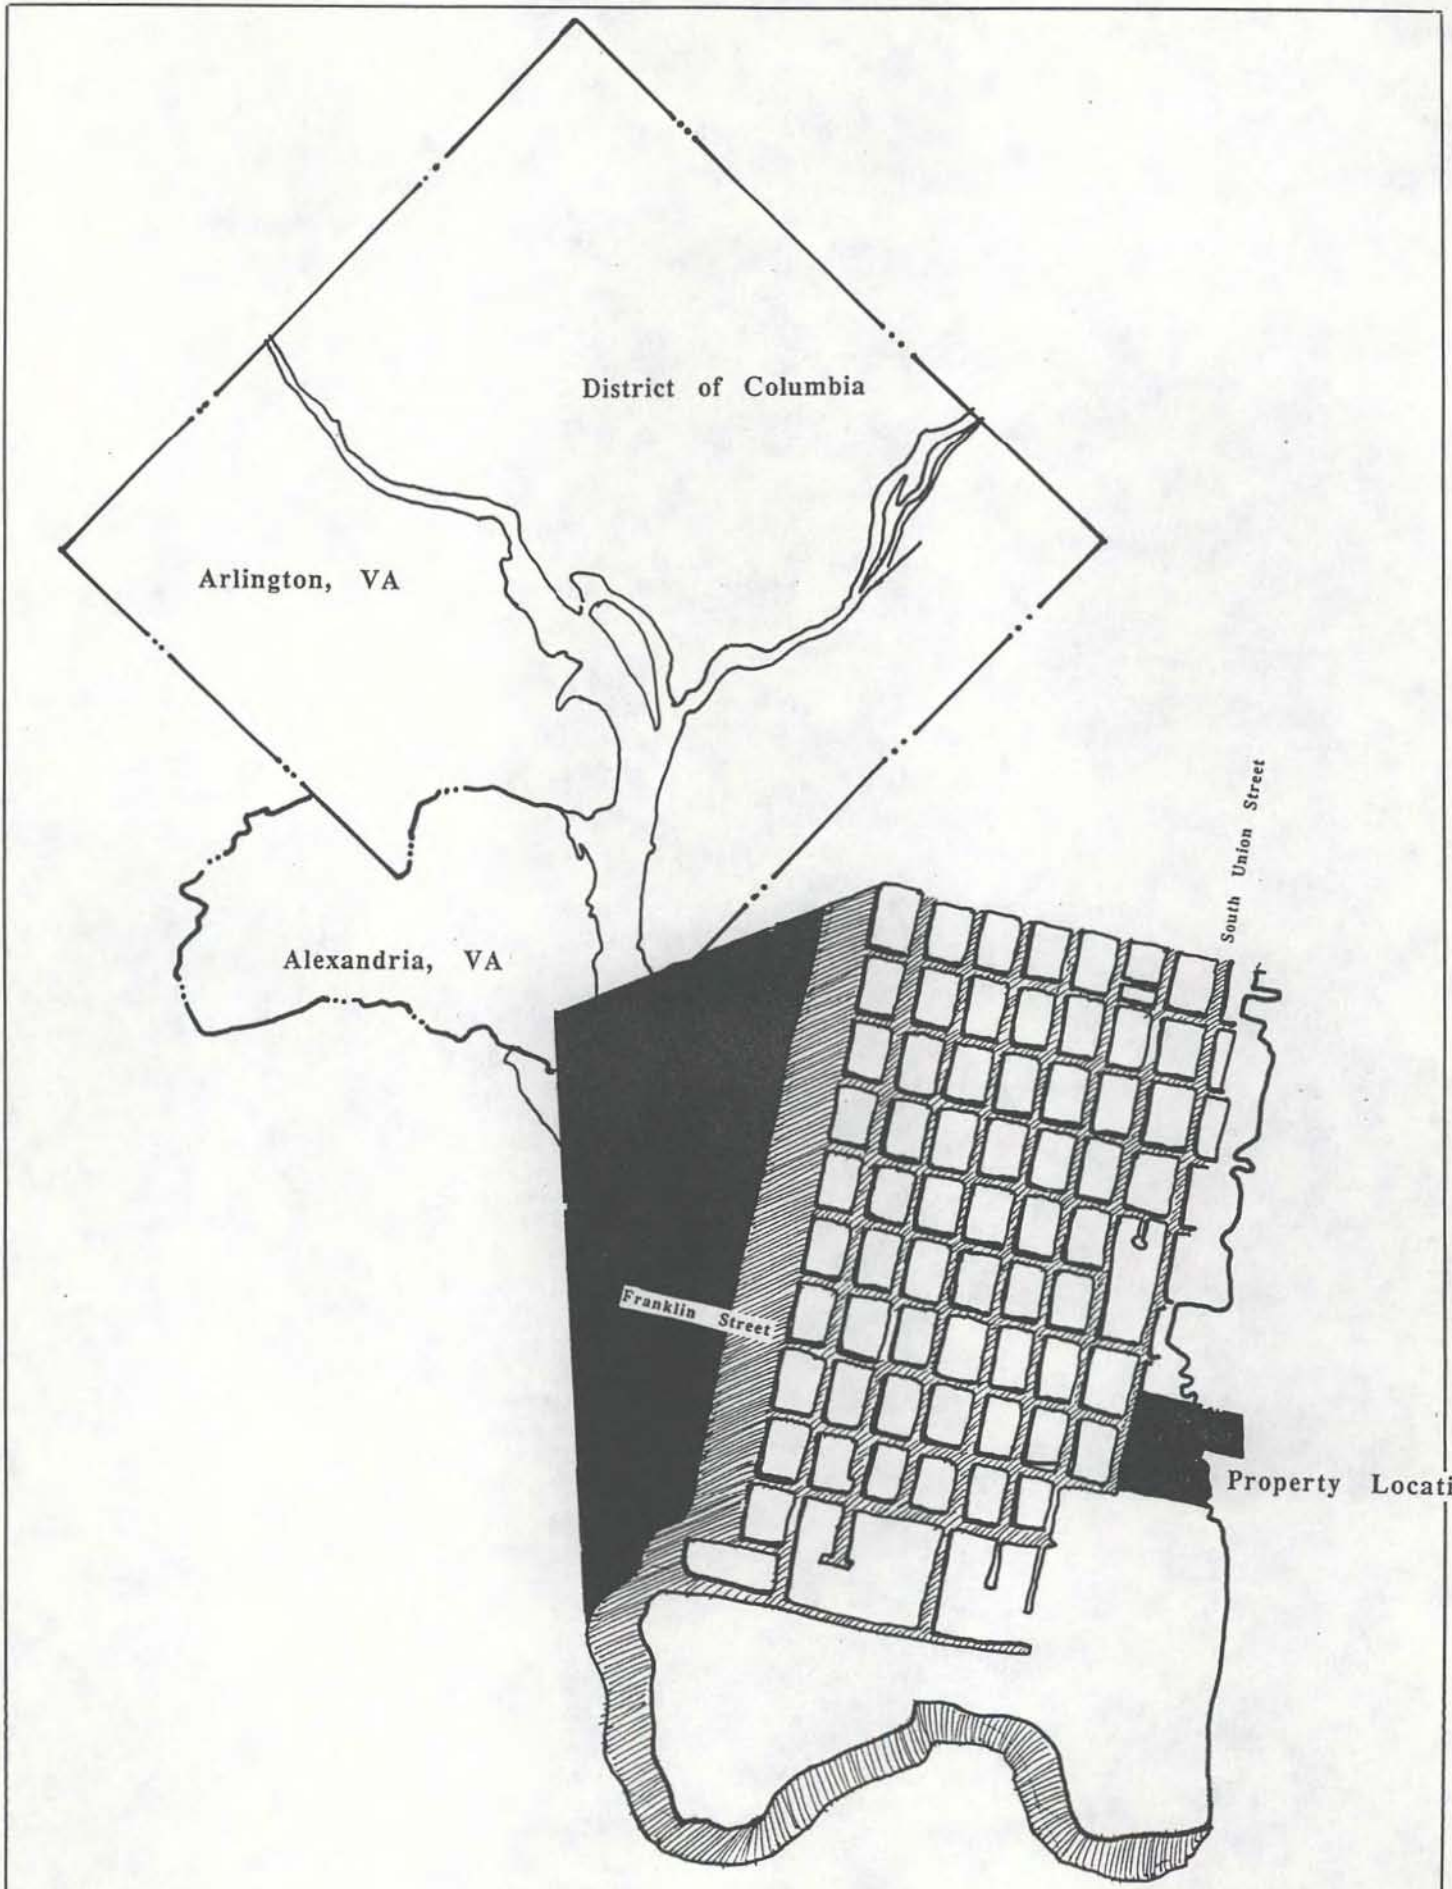 District of Columbia
Arlington, VA
South Union Street
Alexandria, VA
Franklin Street
Property Locati